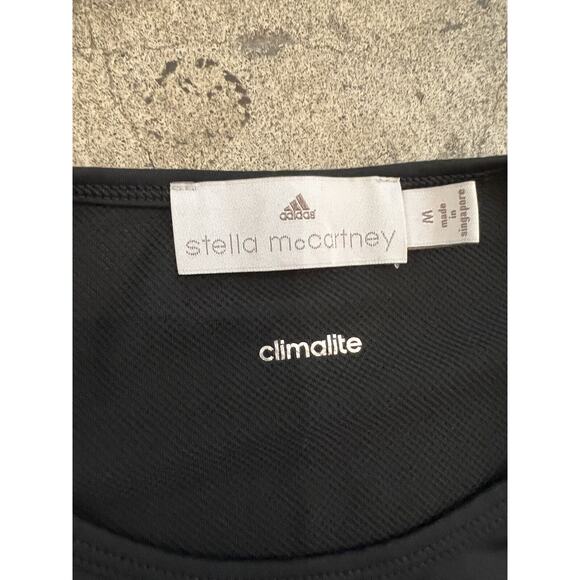 adidas
stella mccartney
M
made
in
singapore
climalite